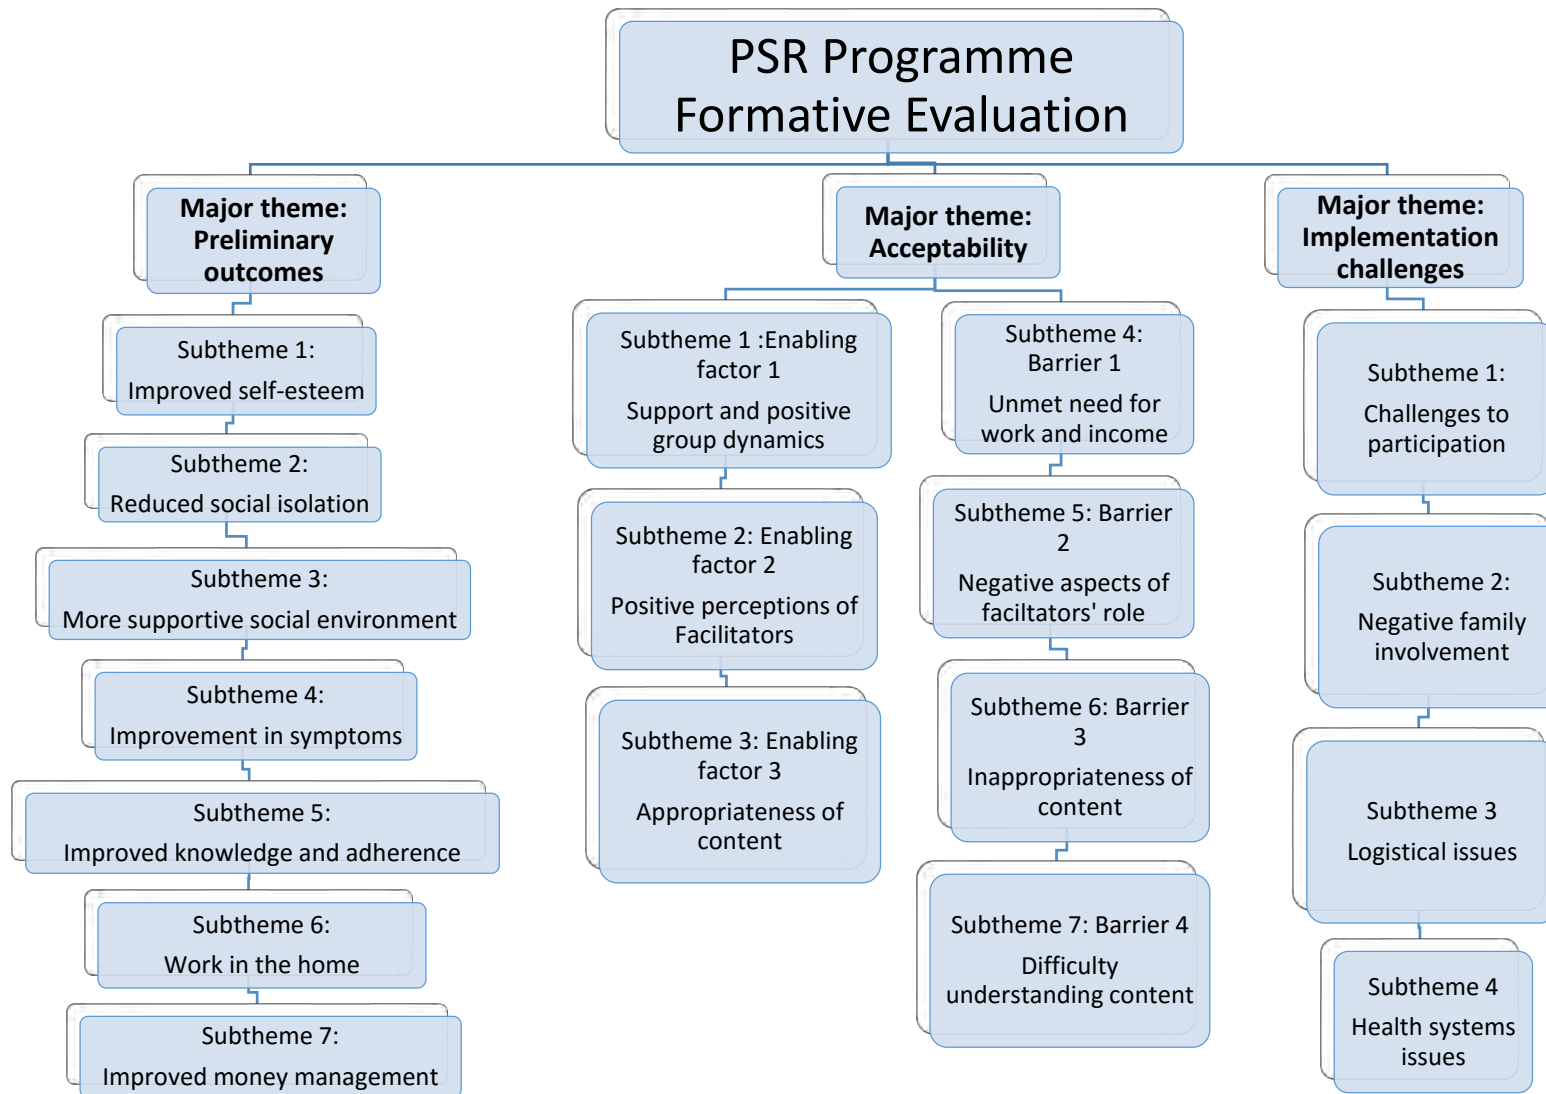 PSR Programme
Formative Evaluation
Major theme:
Preliminary
outcomes
Subtheme 1:
Improved self-esteem
Subtheme 2:
Reduced social isolation
Subtheme 3:
More supportive social environment
Subtheme 4:
Improvement in symptoms
Subtheme 5:
Improved knowledge and adherence
Subtheme 6:
Work in the home
Subtheme 7:
Improved money management
Major theme:
Acceptability
Subtheme 1 :Enabling
factor 1
Support and positive
group dynamics
Subtheme 2: Enabling
factor 2
Positive perceptions of
Facilitators
Subtheme 3: Enabling
factor 3
Appropriateness of
content
Subtheme 4:
Barrier 1
Unmet need for
work and income
Subtheme 5: Barrier
2
Negative aspects of
faciltators' role
Subtheme 6: Barrier
3
Inappropriateness of
content
Subtheme 7: Barrier 4
Difficulty
understanding content
Major theme:
Implementation
challenges
Subtheme 1:
Challenges to
participation
Subtheme 2:
Negative family
involvement
Subtheme 3
Logistical issues
Subtheme 4
Health systems
issues